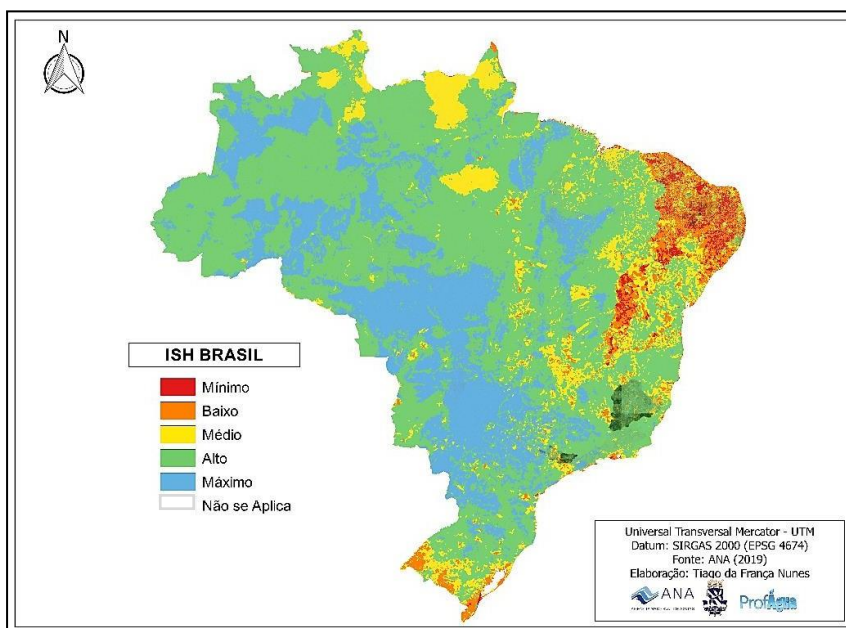 N
ISH BRASIL
Mínimo
Baixo
Médio
Alto
Máximo
Não se Aplica
Universal Transversal Mercator - UTM
Datum: SIRGAS 2000 (EPSG 4674)
Fonte: ANA (2019)
Elaboração: Tiago da França Nunes
ANA
ProfÁgua